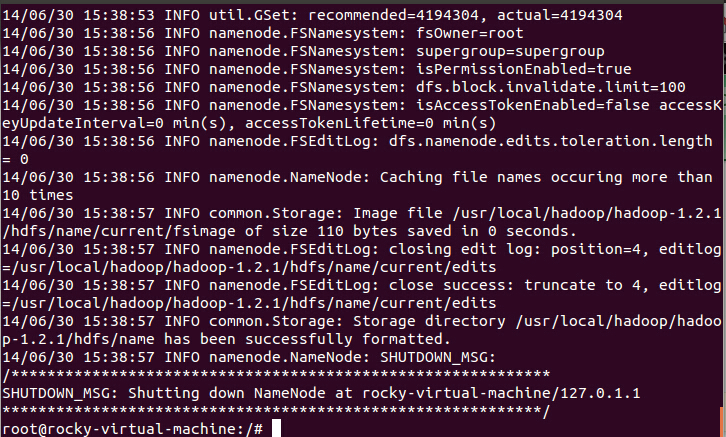 14/06/30 15:38:53 INFO util.GSet: recommended=4194304, actual=4194304
14/06/30 15:38:56 INFO namenode.FSNamesystem: fsOwner=root
14/06/30 15:38:56 INFO namenode.FSNamesystem: supergroup=supergroup
14/06/30 15:38:56 INFO namenode.FSNamesystem: isPermissionEnabled=true
14/06/30 15:38:56 INFO namenode.FSNamesystem: dfs.block.invalidate.limit=100
14/06/30 15:38:56 INFO namenode.FSNamesystem: isAccessTokenEnabled=false accessK
eyUpdateInterval=0 min(s), accessTokenLifetime=0 min(s)
14/06/30 15:38:56 INFO namenode.FSEditLog: dfs.namenode.edits.toleration.length
= 0
14/06/30 15:38:56 INFO namenode.NameNode: Caching file names occuring more than
10 times
14/06/30 15:38:57 INFO common.Storage: Image file /usr/local/hadoop/hadoop-1.2.1
/hdfs/name/current/fsimage of size 110 bytes saved in 0 seconds.
14/06/30 15:38:57 INFO namenode.FSEditLog: closing edit log: position=4, editlog
=/usr/local/hadoop/hadoop-1.2.1/hdfs/name/current/edits
14/06/30 15:38:57 INFO namenode.FSEditLog: close success: truncate to 4, editlog
=/usr/local/hadoop/hadoop-1.2.1/hdfs/name/current/edits
14/06/30 15:38:57 INFO common.Storage: Storage directory /usr/local/hadoop/hadoo
p-1.2.1/hdfs/name has been successfully formatted.
14/06/30 15:38:57 INFO namenode.NameNode: SHUTDOWN_MSG:
/************************************************************
SHUTDOWN_MSG: Shutting down NameNode at rocky-virtual-machine/127.0.1.1
************************************************************/
root@rocky-virtual-machine:/#